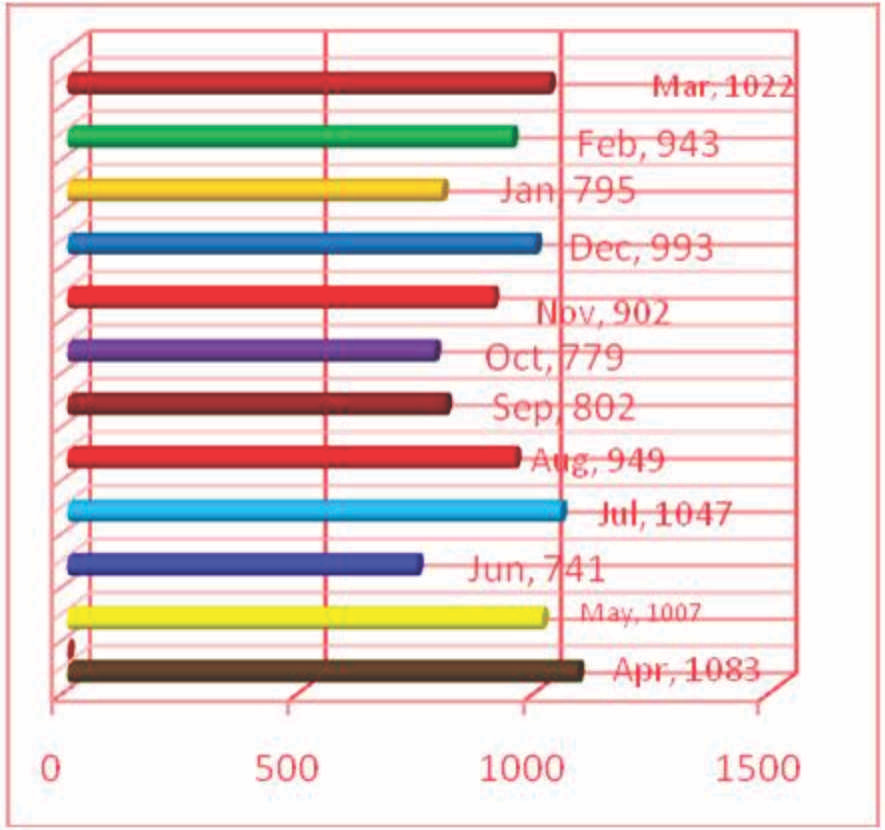 Mar, 1022
Feb, 943
Jan, 795
Dec, 993
Nov, 902
Oct, 779
Sep, 802
Aug, 949
Jul, 1047
Jun, 741
May, 1007
Apr, 1083
0 500 1000 1500